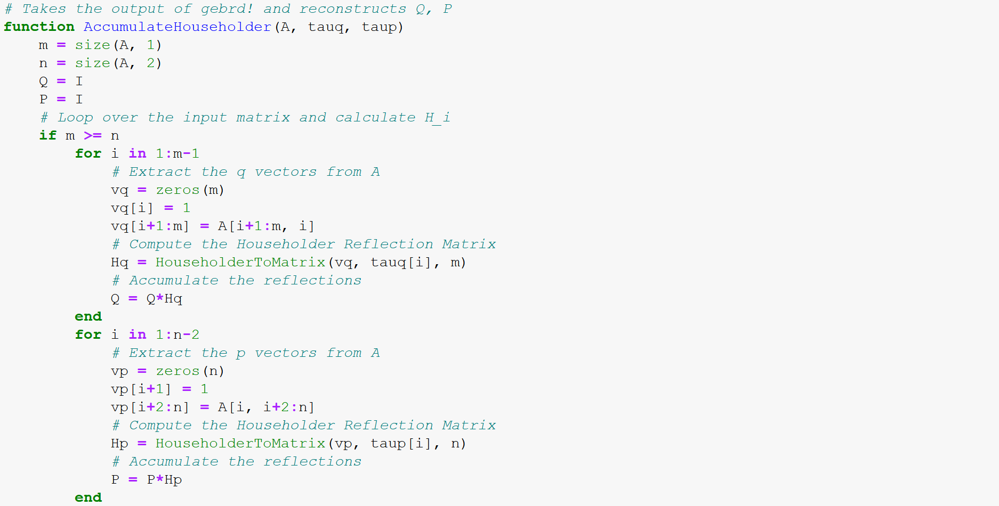 # Takes the output of gebrd! and reconstructs Q, P
function AccumulateHouseholder(A, tauq, taup)
    m = size(A, 1)
    n = size(A, 2)
    Q = I
    P = I
    # Loop over the input matrix and calculate H_i
    if m >= n
        for i in 1:m-1
            # Extract the q vectors from A
            vq = zeros(m)
            vq[i] = 1
            vq[i+1:m] = A[i+1:m, i]
            # Compute the Householder Reflection Matrix
            Hq = HouseholderToMatrix(vq, tauq[i], m)
            # Accumulate the reflections
            Q = Q*Hq
        end
        for i in 1:n-2
            # Extract the p vectors from A
            vp = zeros(n)
            vp[i+1] = 1
            vp[i+2:n] = A[i, i+2:n]
            # Compute the Householder Reflection Matrix
            Hp = HouseholderToMatrix(vp, taup[i], n)
            # Accumulate the reflections
            P = P*Hp
        end